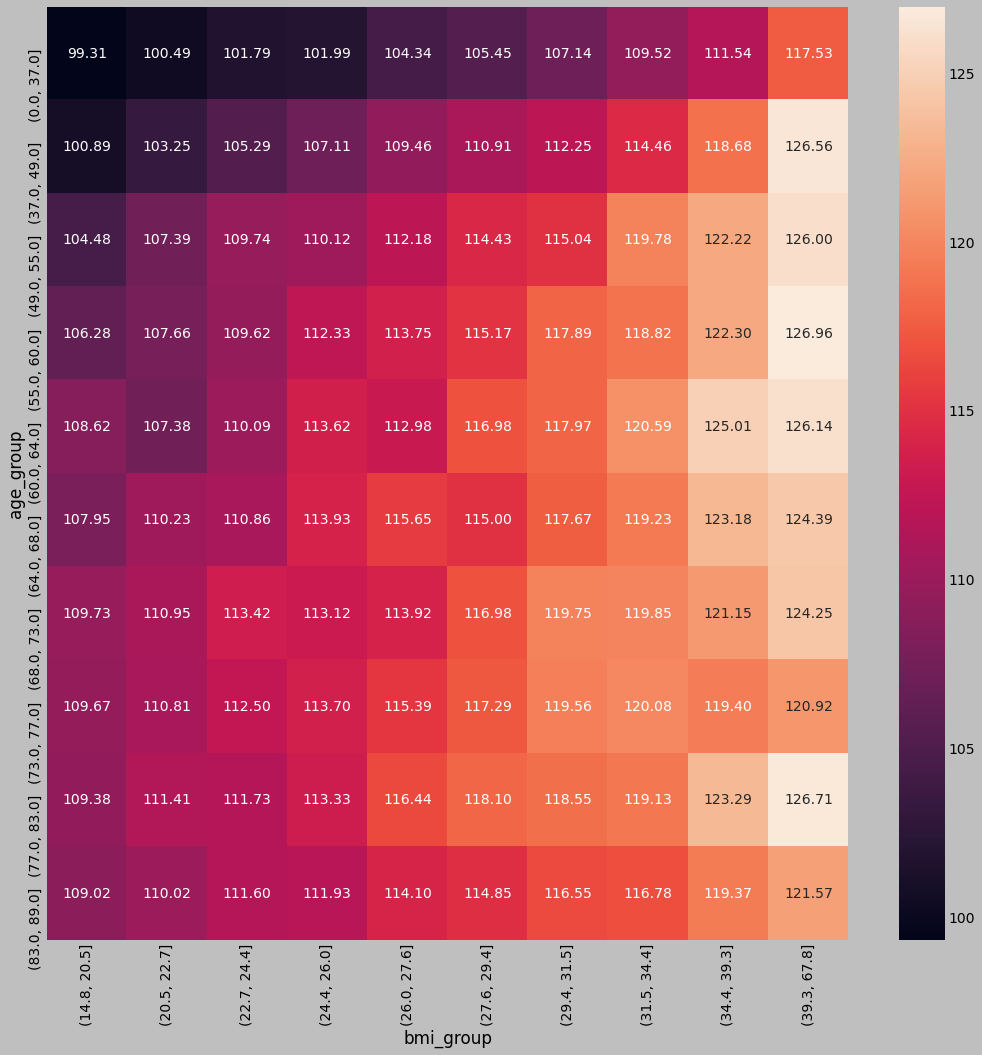 99.31 100.49 101.79 101.99 104.34 105.45 107.14 109.52 111.54 117.53
100.89 103.25 105.29 107.11 109.46 110.91 112.25 114.46 118.68 126.56
104.48 107.39 109.74 110.12 112.18 114.43 115.04 119.78 122.22 126.00
106.28 107.66 109.62 112.33 113.75 115.17 117.89 118.82 122.30 126.96
108.62 107.38 110.09 113.62 112.98 116.98 117.97 120.59 125.01 126.14
107.95 110.23 110.86 113.93 115.65 115.00 117.67 119.23 123.18 124.39
109.73 110.95 113.42 113.12 113.92 116.98 119.75 119.85 121.15 124.25
109.67 110.81 112.50 113.70 115.39 117.29 119.56 120.08 119.40 120.92
109.38 111.41 111.73 113.33 116.44 118.10 118.55 119.13 123.29 126.71
109.02 110.02 111.60 111.93 114.10 114.85 116.55 116.78 119.37 121.57
(0.0, 37.0]
(37.0, 49.0]
(49.0, 55.0]
(55.0, 60.0]
(60.0, 64.0]
(64.0, 68.0]
(68.0, 73.0]
(73.0, 77.0]
(77.0, 83.0]
(83.0, 89.0]
age_group
(14.8, 20.5]
(20.5, 22.7]
(22.7, 24.4]
(24.4, 26.0]
(26.0, 27.6]
(27.6, 29.4]
(29.4, 31.5]
(31.5, 34.4]
(34.4, 39.3]
(39.3, 67.8]
bmi_group
125
120
115
110
105
100